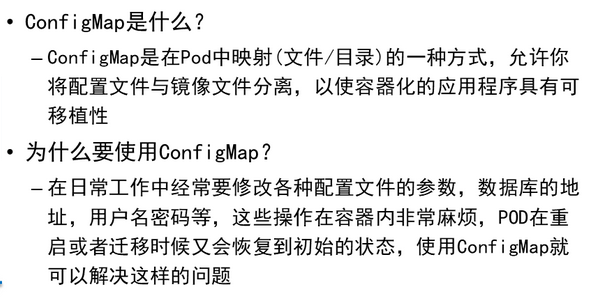 • ConfigMap是什么？
–ConfigMap是在Pod中映射(文件/目录)的一种方式，允许你
将配置文件与镜像文件分离，以使容器化的应用程序具有可
移植性
• 为什么要使用ConfigMap？
–在日常工作中经常要修改各种配置文件的参数，数据库的地
址，用户名密码等，这些操作在容器内非常麻烦，POD在重
启或者迁移时候又会恢复到初始的状态，使用ConfigMap就
可以解决这样的问题